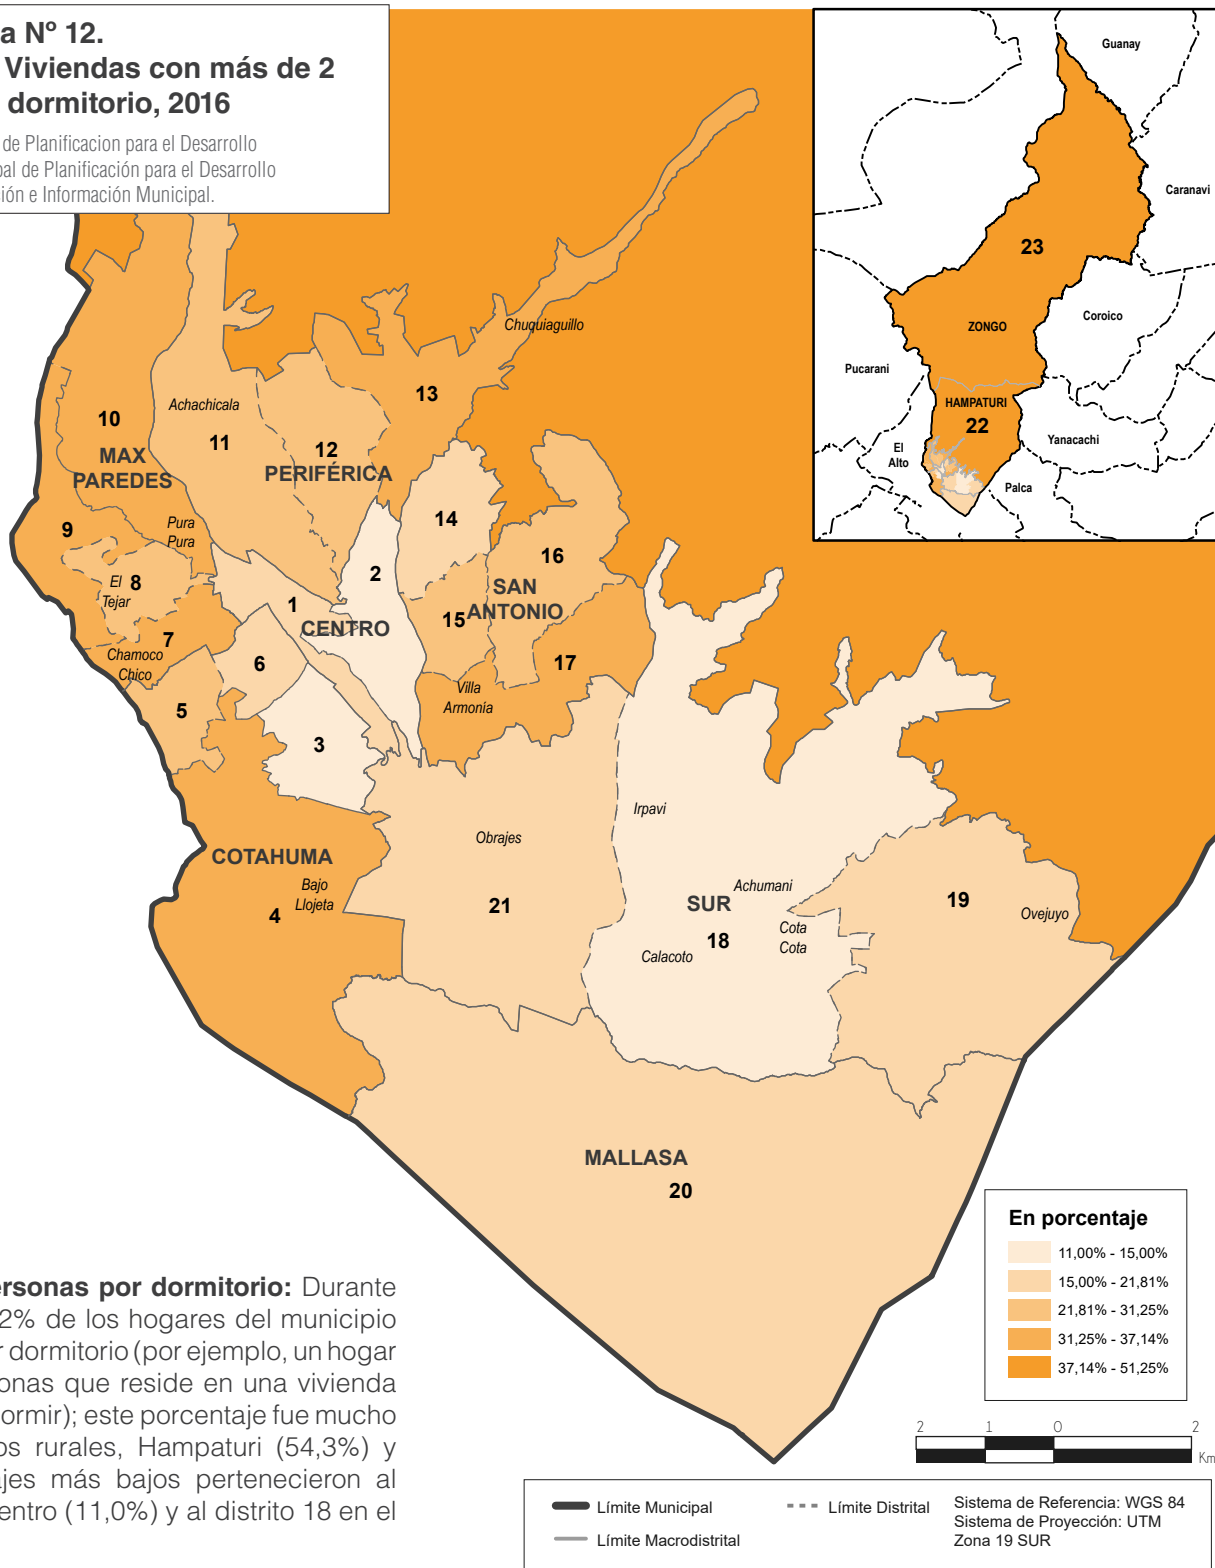 a Nº 12.
Viviendas con más de 2
dormitorio, 2016
de Planificacion para el Desarrollo
pal de Planificación para el Desarrollo
ción e Información Municipal.
Guanay
Caranavi
23
ZONGO
Coroico
Pucarani
HAMPATURI
22
Yanacachi
El
Alto
Palca
Chuquiaguillo
13
10
Achachicala
11
12
MAX
PAREDES
PERIFÉRICA
9
Pura
Pura
14
16
2
El
Tejar
8
SAN
ANTONIO
1
CENTRO
15
7
Chamoco
Chico
6
17
Villa
Armonía
5
3
Irpavi
Obrajes
COTAHUMA
Bajo
Llojeta
4
21
Achumani
SUR
18
Cota
Cota
Calacoto
19
Ovejuyo
MALLASA
20
En porcentaje
11,00% - 15,00%
15,00% - 21,81%
21,81% - 31,25%
31,25% - 37,14%
37,14% - 51,25%
ersonas por dormitorio: Durante
2% de los hogares del municipio
r dormitorio (por ejemplo, un hogar
onas que reside en una vivienda
ormir); este porcentaje fue mucho
os rurales, Hampaturi (54,3%) y
ajes más bajos pertenecieron al
entro (11,0%) y al distrito 18 en el
2 1 0 2
Km
Límite Municipal
Límite Distrital
Límite Macrodistrital
Sistema de Referencia: WGS 84
Sistema de Proyección: UTM
Zona 19 SUR